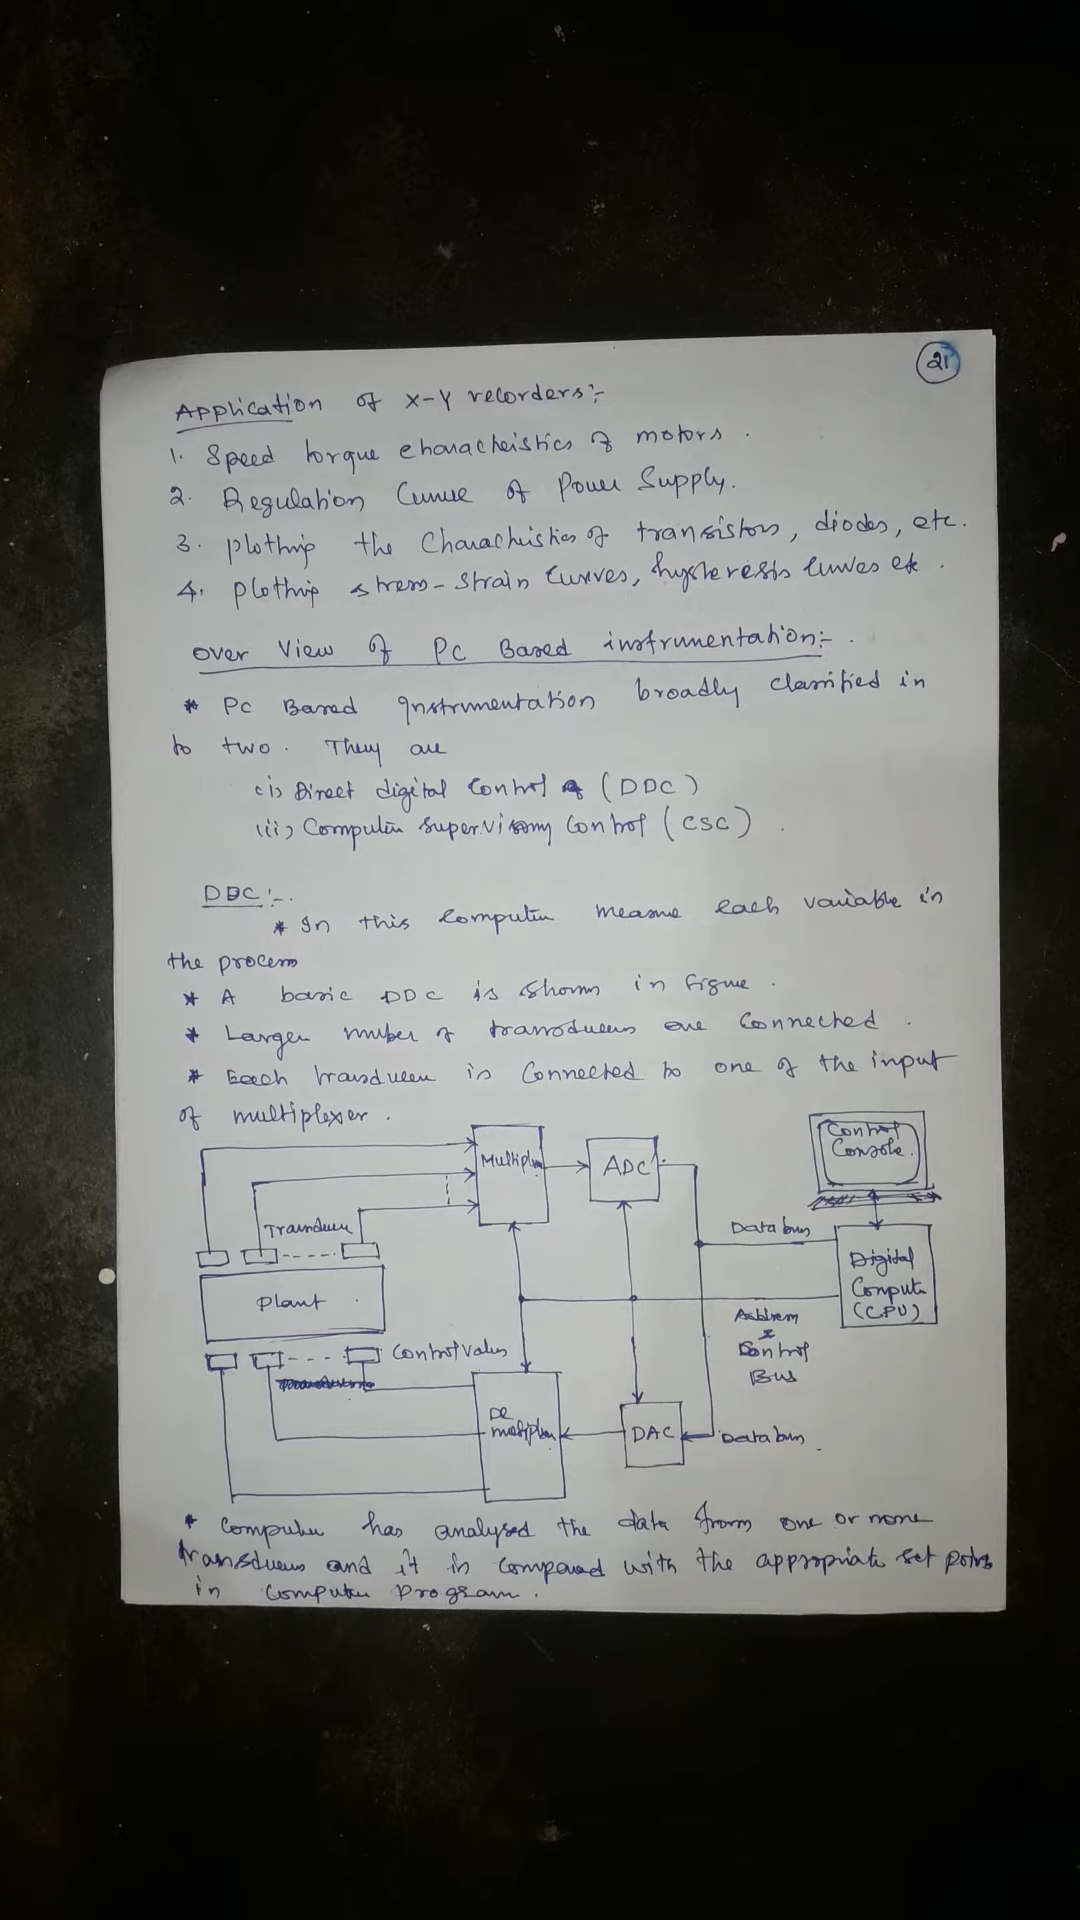 21
Application of X-Y recorders:-
1. Speed torque characteristics of motors.
2. Regulation Curve of Power Supply.
3. plotting the Characteristics of transistors, diodes, etc.
4. plotting stress-strain curves, hysteresis curves etc.
Over View of PC Based instrumentation:-
* PC Based Instrumentation broadly classified in
to two. They are
(i) Direct digital Control (DDC)
(ii) Computer supervisory Control (CSC)
DDC:-
* In this Computer measure each variable in
the process
* A basic DDC is shown in figure.
* Larger number of transducers are Connected.
* Each transducer is Connected to one of the input
of multiplexer.
Control
Console.
Multiplexer
ADC
Transducer
Data bus
Digital
Computer
(CPU)
Plant
Address
&
Control
Bus
Control valves
De
multiplexer
DAC
Data bus
* Computer has analysed the data from one or more
transducers and it is compared with the appropriate set points
in Computer program.